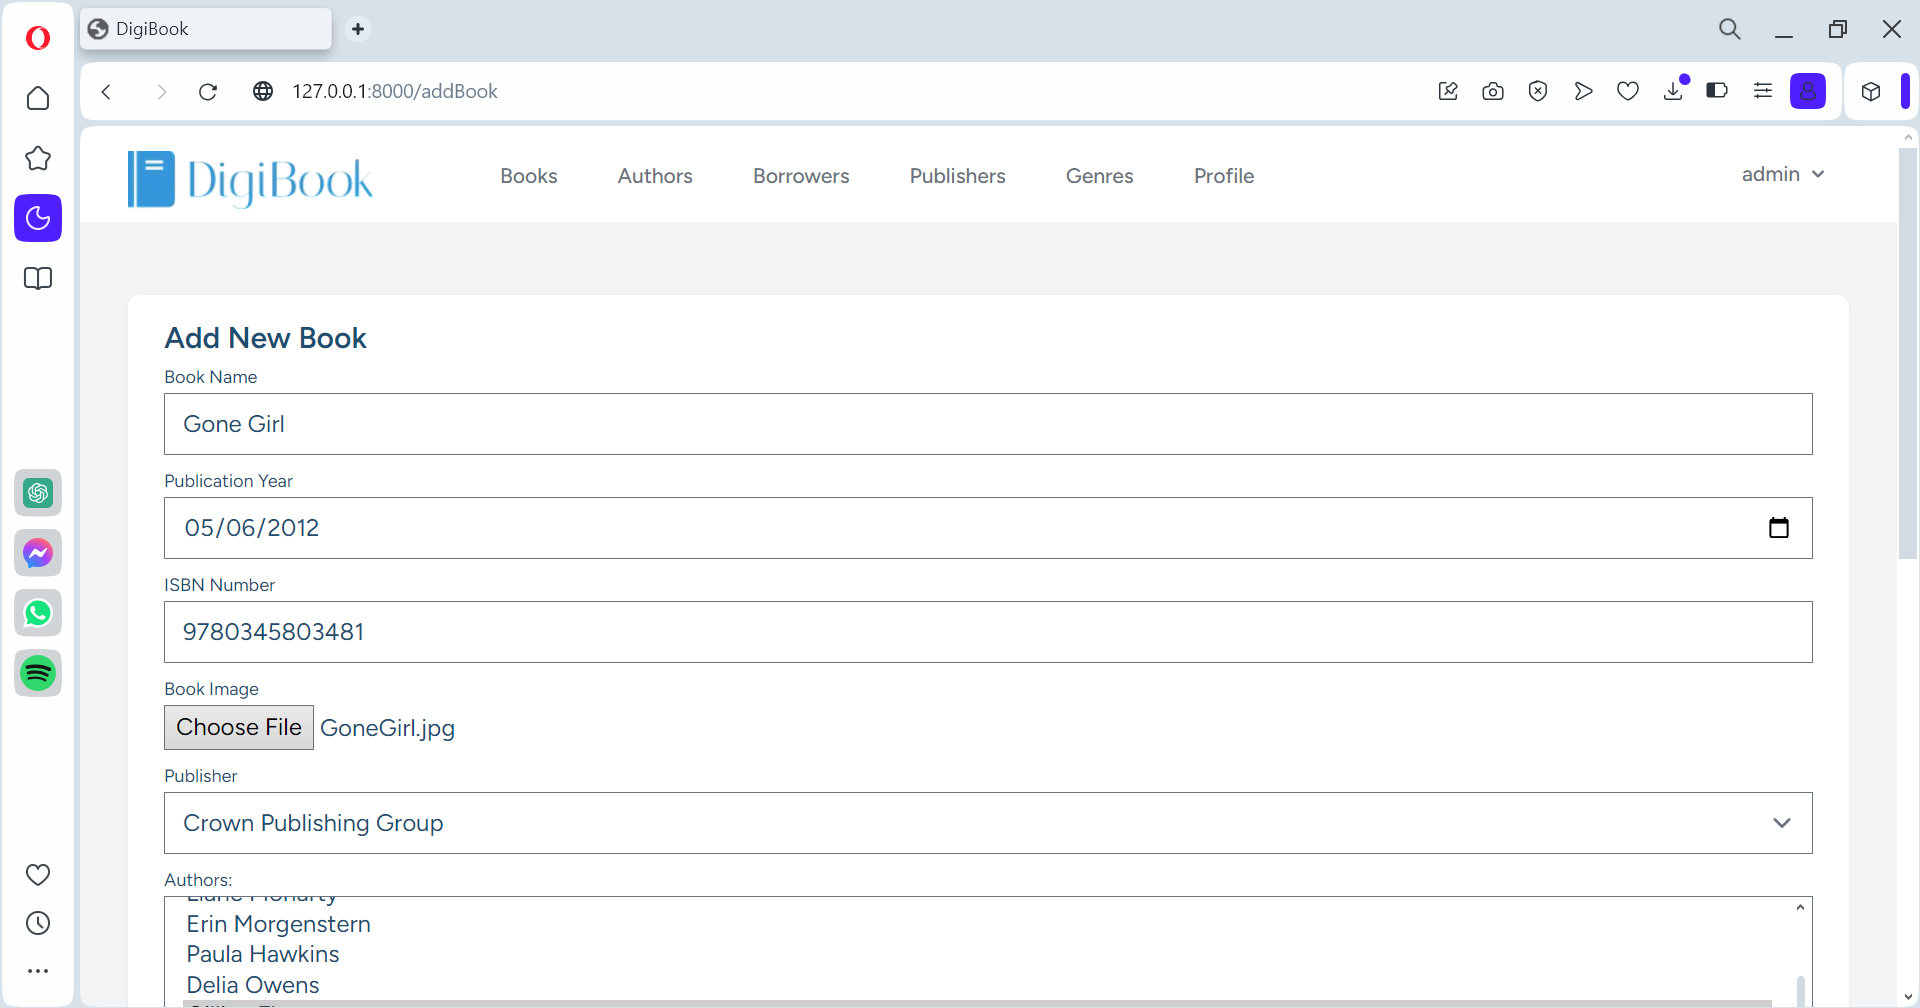 DigiBook
127.0.0.1:8000/addBook
DigiBook
Books
Authors
Borrowers
Publishers
Genres
Profile
admin
Add New Book
Book Name
Gone Girl
Publication Year
05/06/2012
ISBN Number
9780345803481
Book Image
Choose File GoneGirl.jpg
Publisher
Crown Publishing Group
Authors:
Erin Morgenstern
Paula Hawkins
Delia Owens